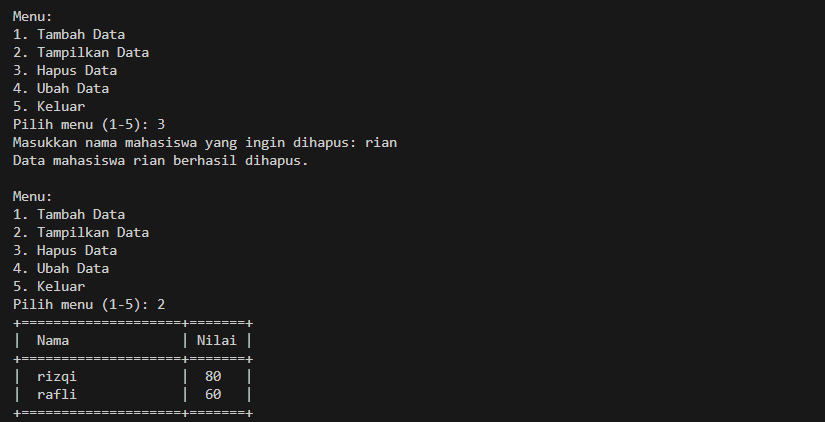 Menu:
1. Tambah Data
2. Tampilkan Data
3. Hapus Data
4. Ubah Data
5. Keluar
Pilih menu (1-5): 3
Masukkan nama mahasiswa yang ingin dihapus: rian
Data mahasiswa rian berhasil dihapus.

Menu:
1. Tambah Data
2. Tampilkan Data
3. Hapus Data
4. Ubah Data
5. Keluar
Pilih menu (1-5): 2
+====================+=======+
|  Nama              | Nilai |
+====================+=======+
|  rizqi             |  80   |
|  rafli             |  60   |
+====================+=======+